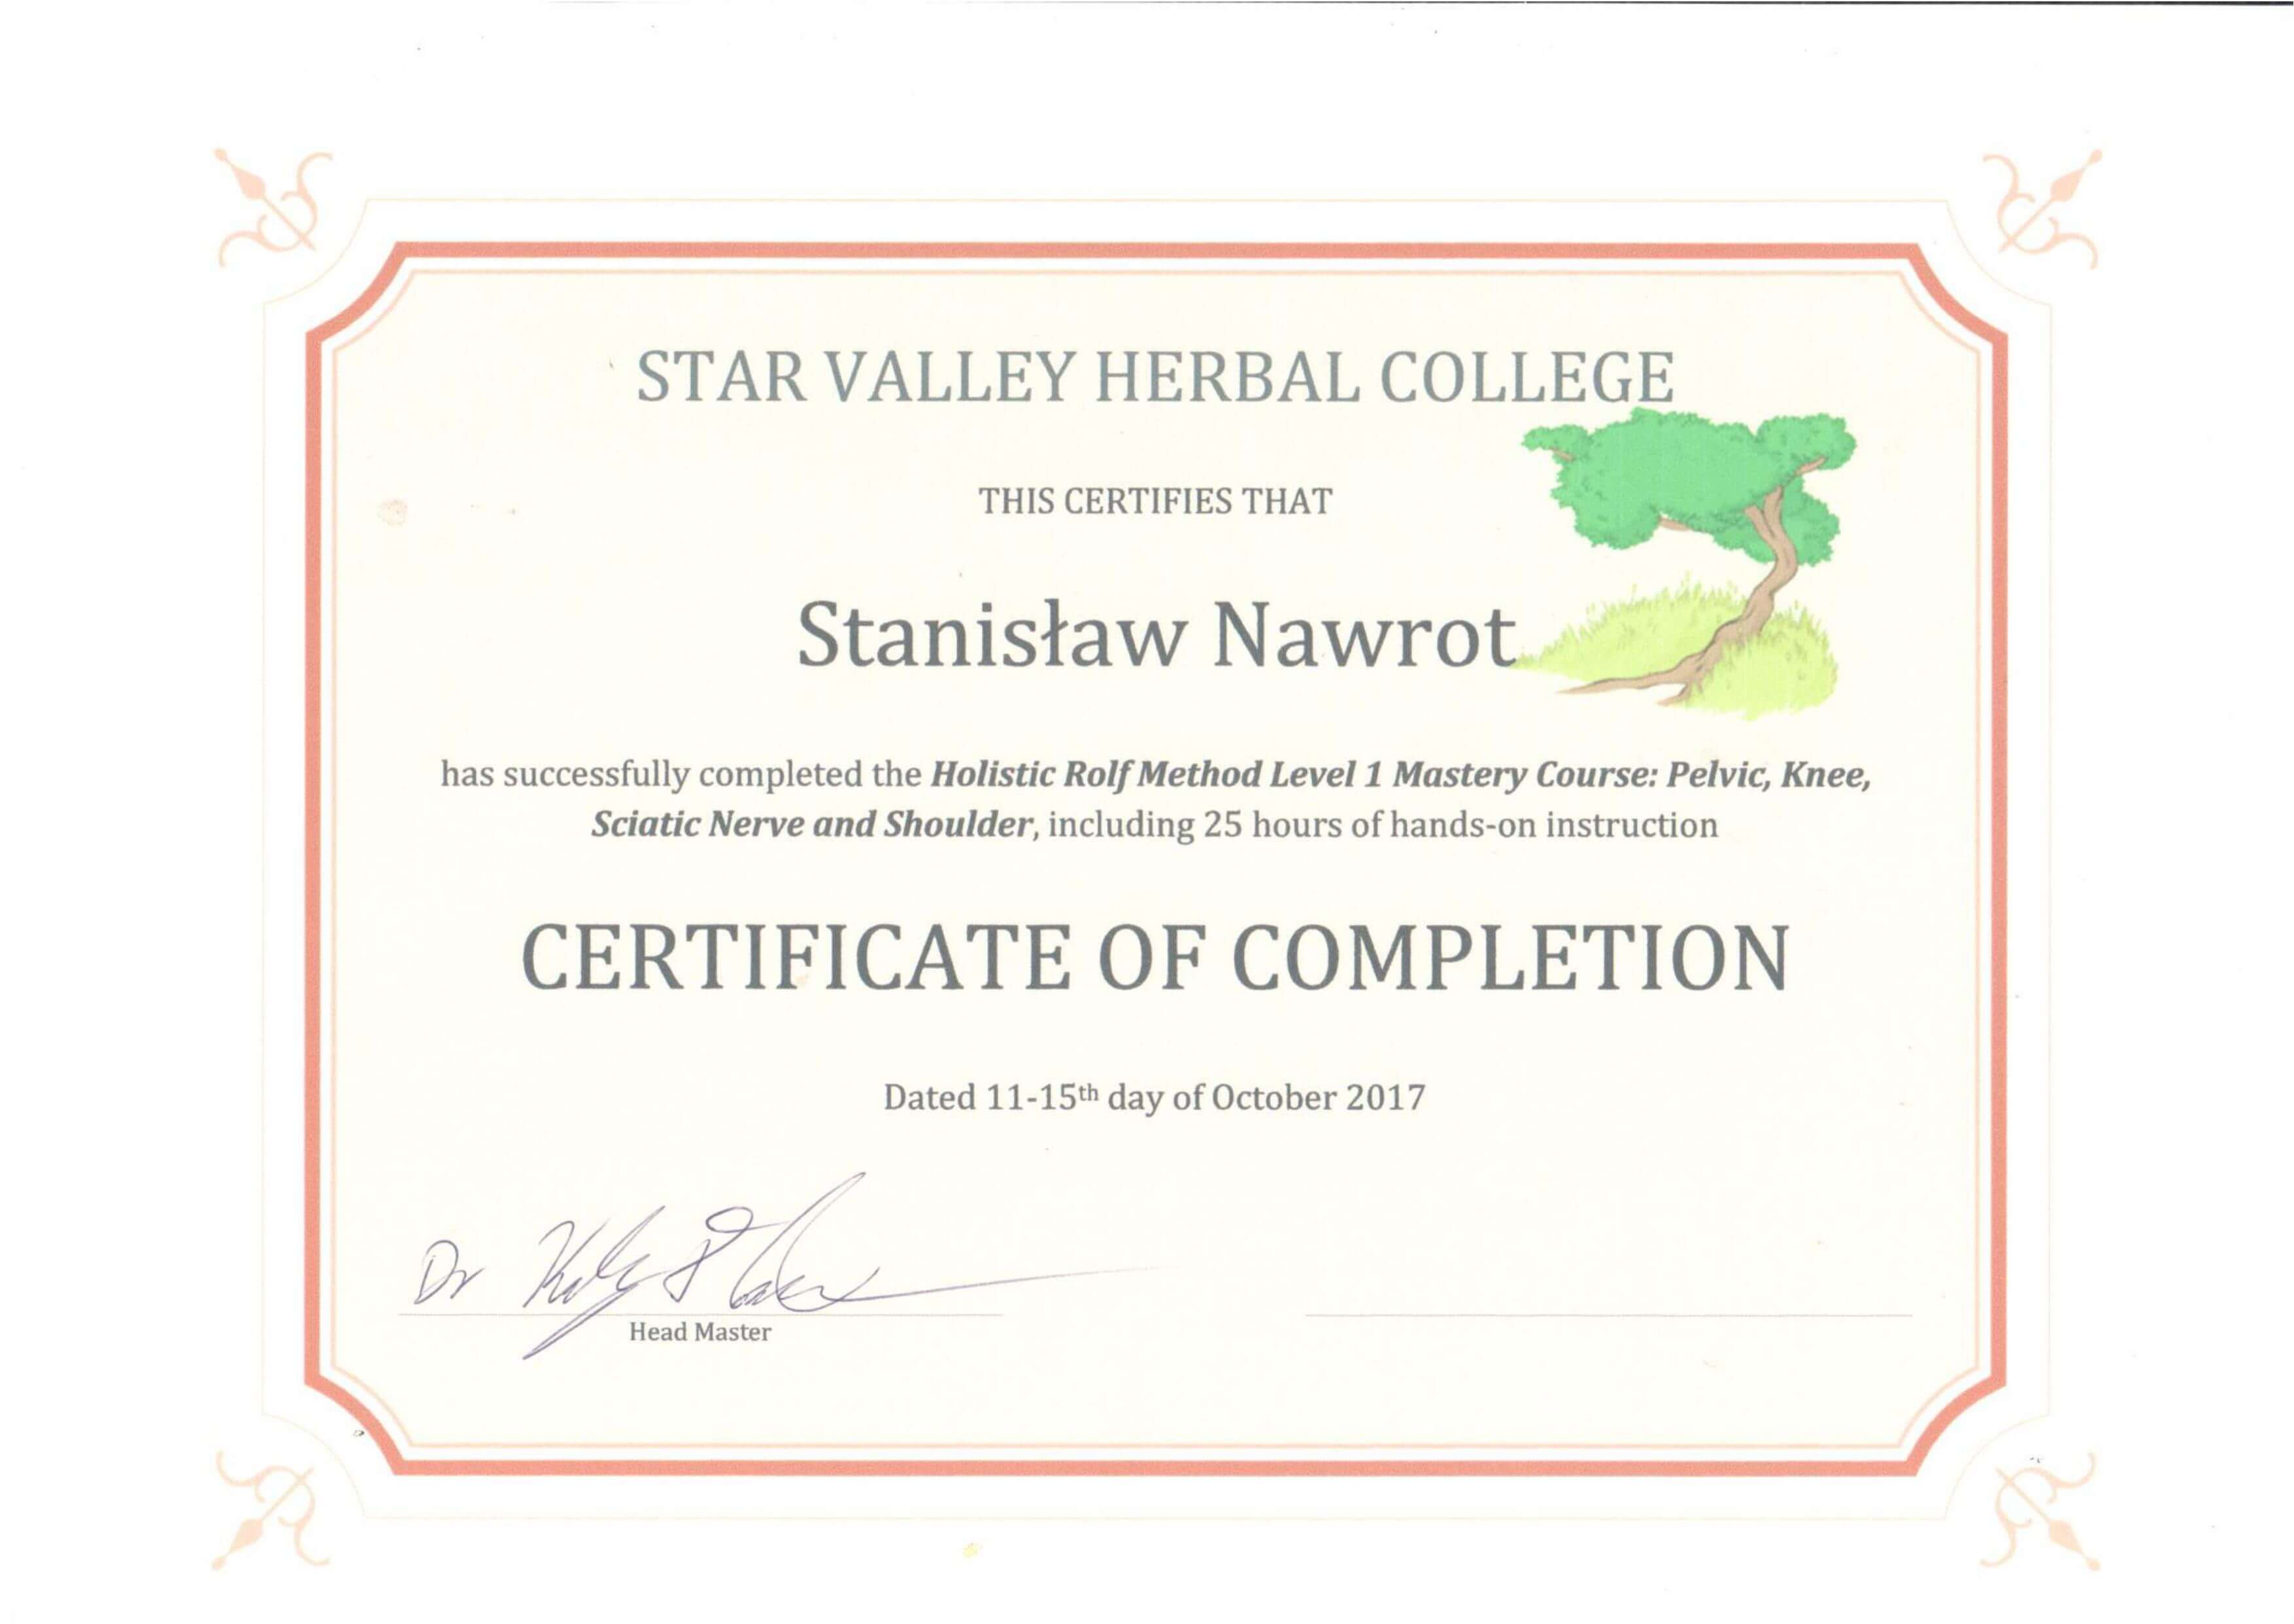 STAR VALLEY HERBAL COLLEGE
THIS CERTIFIES THAT
Stanisław Nawrot
has successfully completed the Holistic Rolf Method Level 1 Mastery Course: Pelvic, Knee,
Sciatic Nerve and Shoulder, including 25 hours of hands-on instruction
CERTIFICATE OF COMPLETION
Dated 11-15th day of October 2017
Dr
Head Master